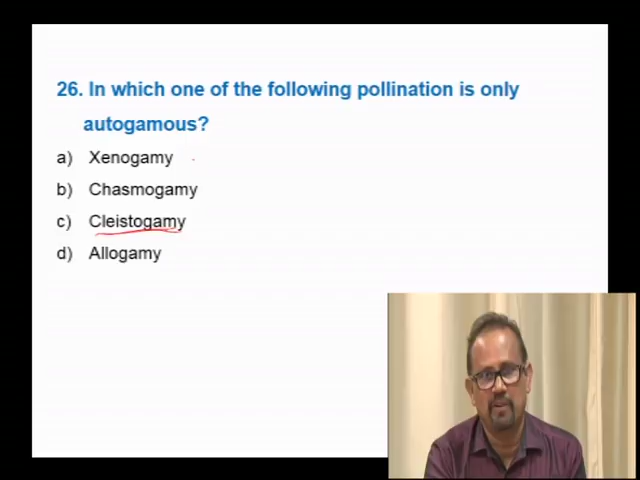 26. In which one of the following pollination is only
autogamous?
a) Xenogamy
b) Chasmogamy
c) Cleistogamy
d) Allogamy